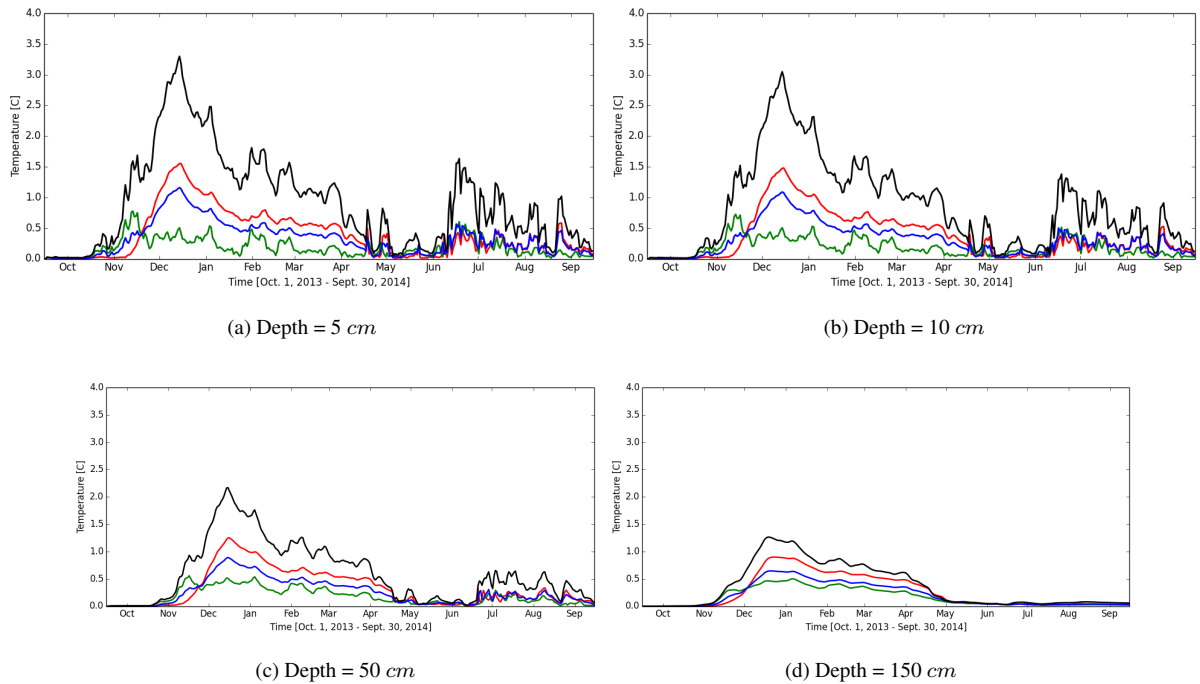 4.0
3.5
3.0
2.5
2.0
1.5
1.0
0.5
0.0
Temperature [C]
Oct Nov Dec Jan Feb Mar Apr May Jun Jul Aug Sep
Time [Oct. 1, 2013 - Sept. 30, 2014]
(a) Depth = 5 cm
4.0
3.5
3.0
2.5
2.0
1.5
1.0
0.5
0.0
Temperature [C]
Oct Nov Dec Jan Feb Mar Apr May Jun Jul Aug Sep
Time [Oct. 1, 2013 - Sept. 30, 2014]
(b) Depth = 10 cm
4.0
3.5
3.0
2.5
2.0
1.5
1.0
0.5
0.0
Temperature [C]
Oct Nov Dec Jan Feb Mar Apr May Jun Jul Aug Sep
Time [Oct. 1, 2013 - Sept. 30, 2014]
(c) Depth = 50 cm
4.0
3.5
3.0
2.5
2.0
1.5
1.0
0.5
0.0
Temperature [C]
Oct Nov Dec Jan Feb Mar Apr May Jun Jul Aug Sep
Time [Oct. 1, 2013 - Sept. 30, 2014]
(d) Depth = 150 cm